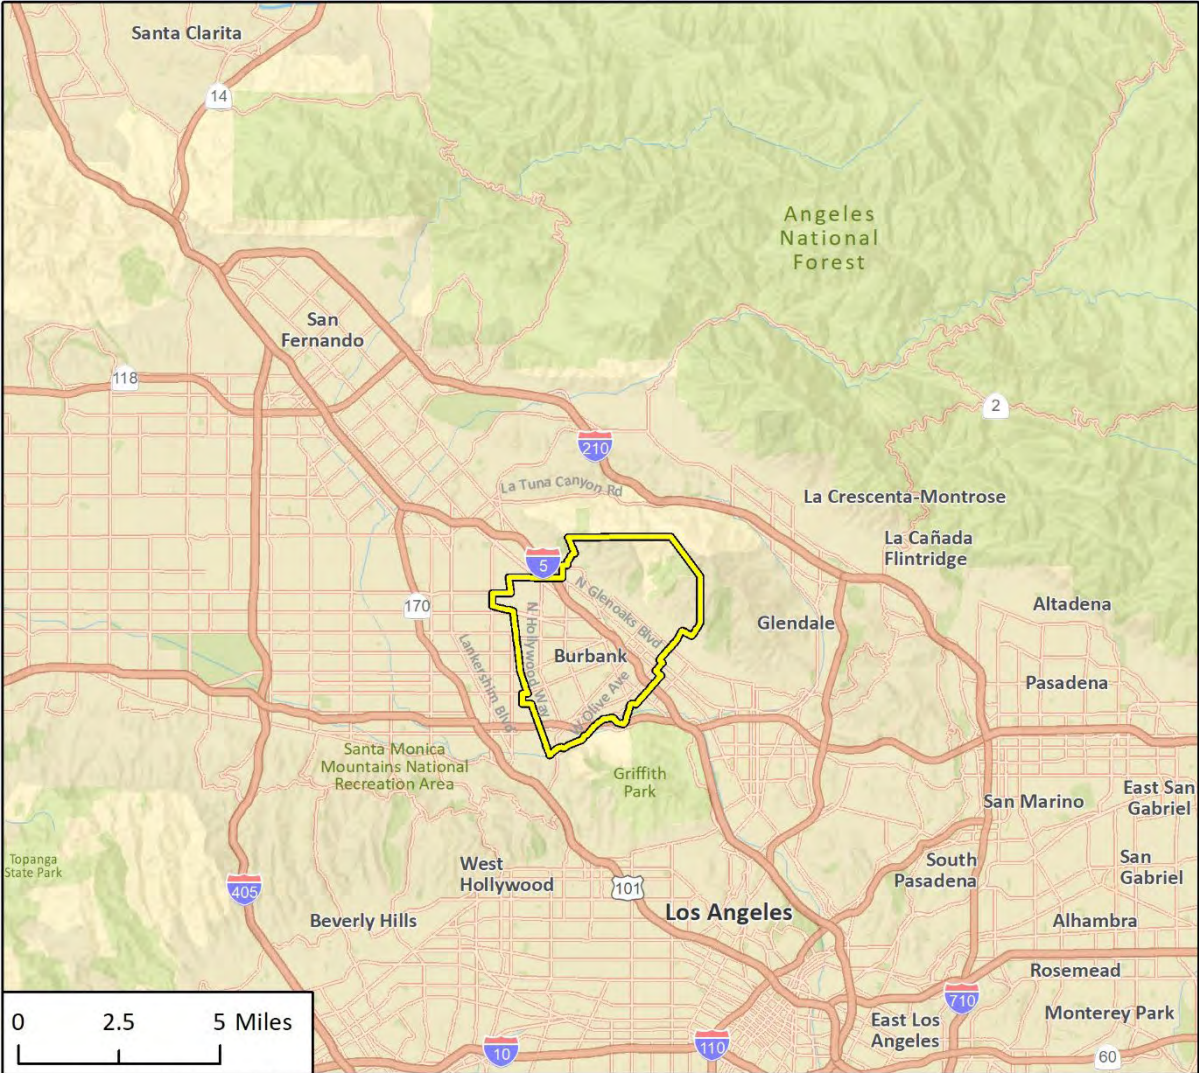 Santa Clarita
14
Angeles
National
Forest
San
Fernando
118
2
210
La Tuna Canyon Rd
La Crescenta-Montrose
La Cañada
Flintridge
5
170
N Glenoaks Blvd
N Hollywood Way
Lankershim Blvd
Burbank
W Olive Ave
Glendale
Altadena
Pasadena
Santa Monica
Mountains National
Recreation Area
Griffith
Park
San Marino
East San
Gabriel
Topanga
State Park
405
West
Hollywood
101
South
Pasadena
San
Gabriel
Beverly Hills
Los Angeles
Alhambra
Rosemead
710
Monterey Park
East Los
Angeles
0 2.5 5 Miles
10
110
60